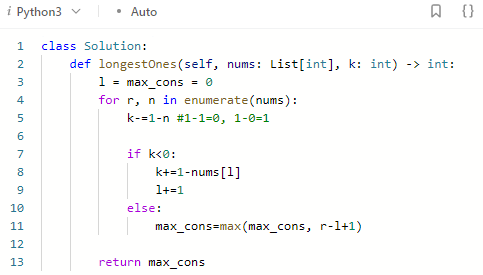 i Python3 • Auto
1 class Solution:
2     def longestOnes(self, nums: List[int], k: int) -> int:
3         l = max_cons = 0
4         for r, n in enumerate(nums):
5             k-=1-n #1-1=0, 1-0=1
6
7             if k<0:
8                 k+=1-nums[l]
9                 l+=1
10             else:
11                 max_cons=max(max_cons, r-l+1)
12
13         return max_cons